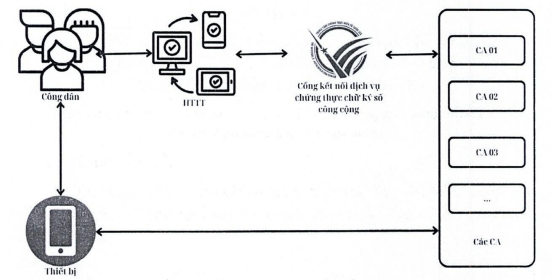 Công dân
HTTT
Cổng kết nối dịch vụ
chứng thực chữ ký số
công cộng
CA 01
CA 02
CA 03
...
Các CA
Thiết bị